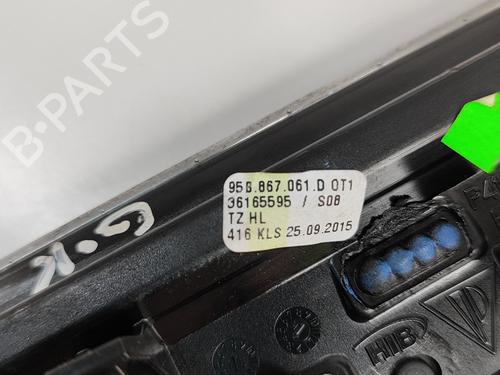 B-PARTS
95B.867.061.D OT1
36165595 / S08
TZ HL
416 KLS 25.09.2015
G.K
HIB